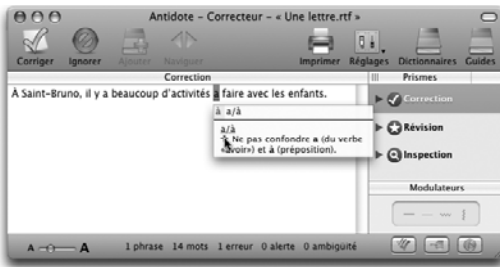 Antidote – Correcteur – « Une lettre.rtf »
Corriger Ignorer Ajouter Naviguer Imprimer Réglages Dictionnaires Guides
Correction Prismes
À Saint-Bruno, il y a beaucoup d'activités a faire avec les enfants.
à a/à
a/à
Ne pas confondre a (du verbe
«avoir») et à (préposition).
Correction
Révision
Inspection
Modulateurs
A A 1 phrase 14 mots 1 erreur 0 alerte 0 ambiguïté